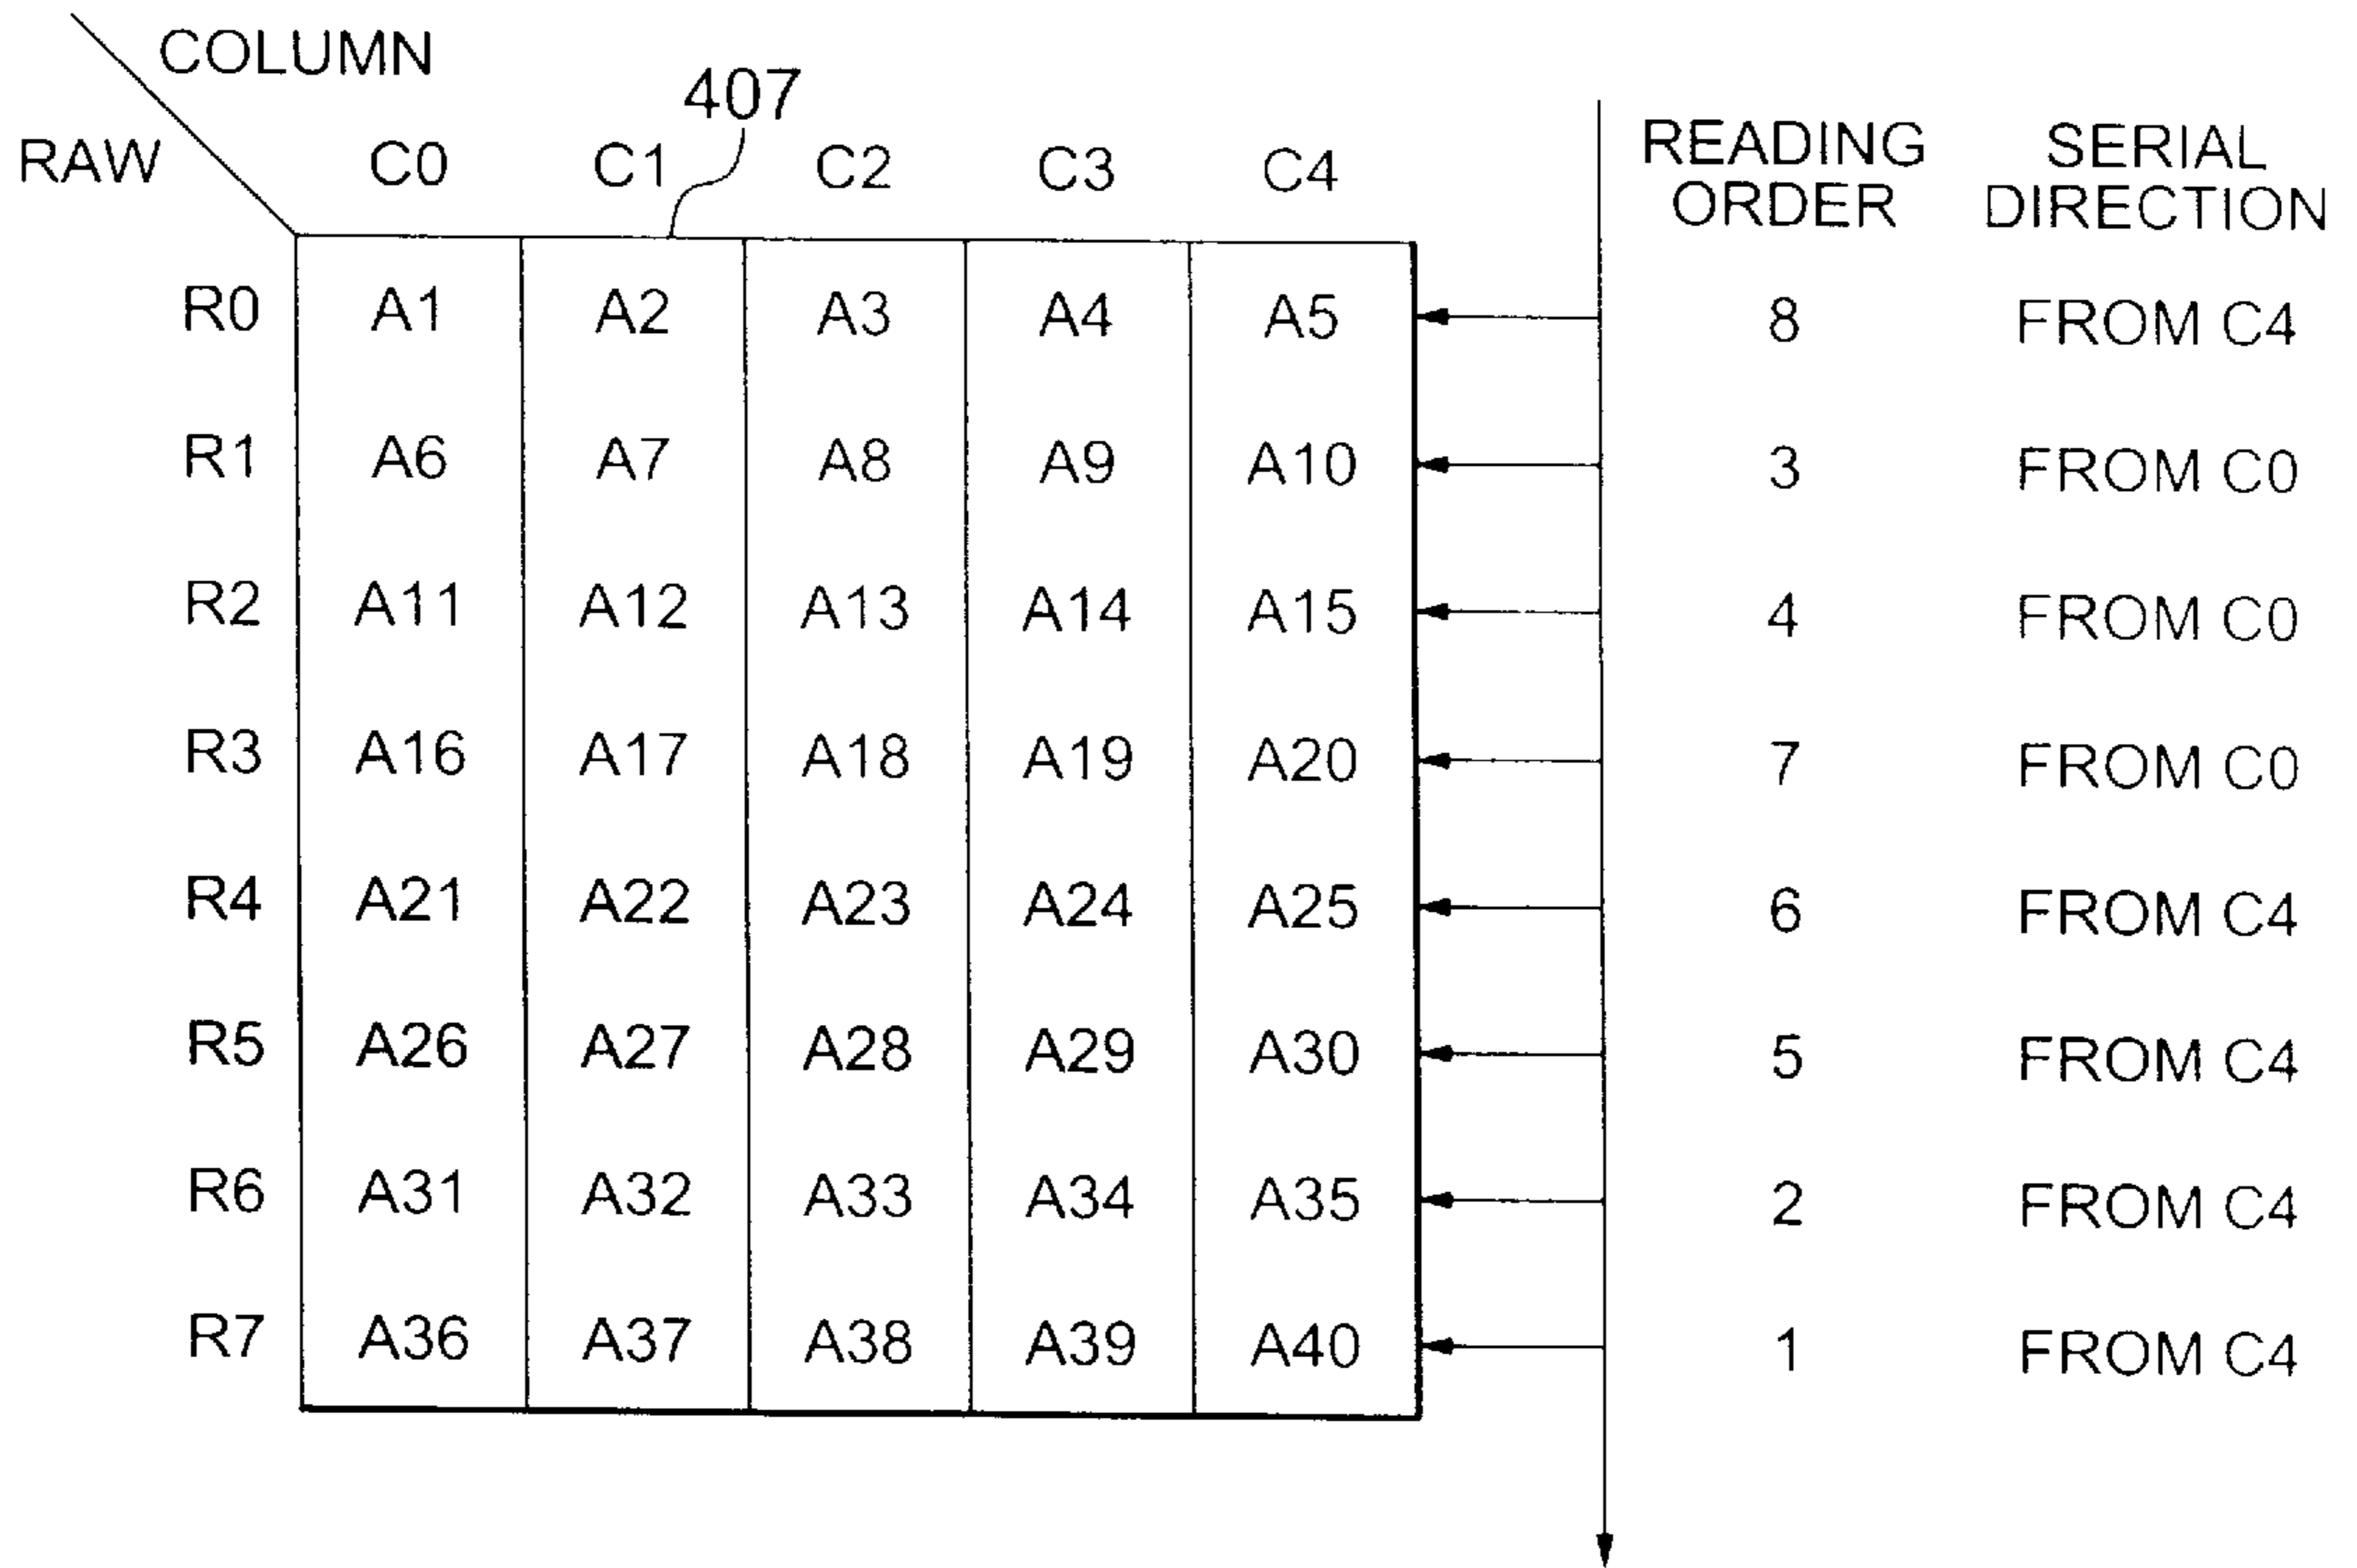 COLUMN
407
RAW C0 C1 C2 C3 C4 READING ORDER SERIAL DIRECTION
R0 A1 A2 A3 A4 A5 8 FROM C4
R1 A6 A7 A8 A9 A10 3 FROM C0
R2 A11 A12 A13 A14 A15 4 FROM C0
R3 A16 A17 A18 A19 A20 7 FROM C0
R4 A21 A22 A23 A24 A25 6 FROM C4
R5 A26 A27 A28 A29 A30 5 FROM C4
R6 A31 A32 A33 A34 A35 2 FROM C4
R7 A36 A37 A38 A39 A40 1 FROM C4